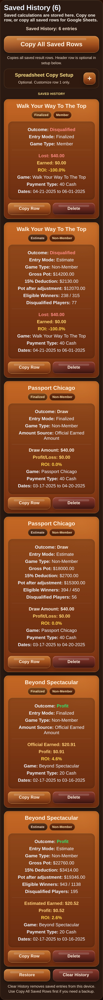 Saved History (6)
Saved calculations are stored here. Copy one
row, or copy all saved rows for Google Sheets.
Saved History: 6 entries
Copy All Saved Rows
Copies all saved result rows. Header row is optional in
setup below.
Spreadsheet Copy Setup
Optional. Customize row 1 only.
+
SAVED HISTORY
Walk Your Way To The Top
Finalized Member
Outcome: Disqualified
Entry Mode: Finalized
Game Type: Member
Lost: $40.00
Earned: $0.00
ROI: -100.0%
Game: Walk Your Way To The Top
Payment Type: 40 Cash
Dates: 04-21-2025 to 06-01-2025
Copy Row Delete
Walk Your Way To The Top
Estimate Non-Member
Outcome: Disqualified
Entry Mode: Estimate
Game Type: Non-Member
Gross Pot: $14200.00
15% Deduction: $2130.00
Pot after adjustment: $12070.00
Eligible Winners: 238 / 315
Disqualified Players: 77
Lost: $40.00
Earned: $0.00
ROI: -100.0%
Game: Walk Your Way To The Top
Payment Type: 40 Cash
Dates: 04-21-2025 to 06-01-2025
Copy Row Delete
Passport Chicago
Finalized Non-Member
Outcome: Draw
Entry Mode: Finalized
Game Type: Non-Member
Amount Source: Official Earned
Amount
Draw Amount: $40.00
Profit/Loss: $0.00
ROI: 0.0%
Game: Passport Chicago
Payment Type: 40 Cash
Dates: 03-17-2025 to 04-20-2025
Copy Row Delete
Passport Chicago
Estimate Non-Member
Outcome: Draw
Entry Mode: Estimate
Game Type: Non-Member
Gross Pot: $18000.00
15% Deduction: $2700.00
Pot after adjustment: $15300.00
Eligible Winners: 394 / 450
Disqualified Players: 56
Draw Amount: $40.00
Profit/Loss: $0.00
ROI: 0.0%
Game: Passport Chicago
Payment Type: 40 Cash
Dates: 03-17-2025 to 04-20-2025
Copy Row Delete
Beyond Spectacular
Finalized Non-Member
Outcome: Profit
Entry Mode: Finalized
Game Type: Non-Member
Amount Source: Official Earned
Amount
Official Earned: $20.91
Profit: $0.91
ROI: 4.6%
Game: Beyond Spectacular
Payment Type: 20 Cash
Dates: 02-17-2025 to 03-16-2025
Copy Row Delete
Beyond Spectacular
Estimate Non-Member
Outcome: Profit
Entry Mode: Estimate
Game Type: Non-Member
Gross Pot: $22760.00
15% Deduction: $3414.00
Pot after adjustment: $19346.00
Eligible Winners: 943 / 1138
Disqualified Players: 195
Estimated Earned: $20.52
Profit: $0.52
ROI: 2.6%
Game: Beyond Spectacular
Payment Type: 20 Cash
Dates: 02-17-2025 to 03-16-2025
Copy Row Delete
Restore Clear History
Clear History removes saved entries from this device.
Use Copy All Saved Rows first if you need a backup.